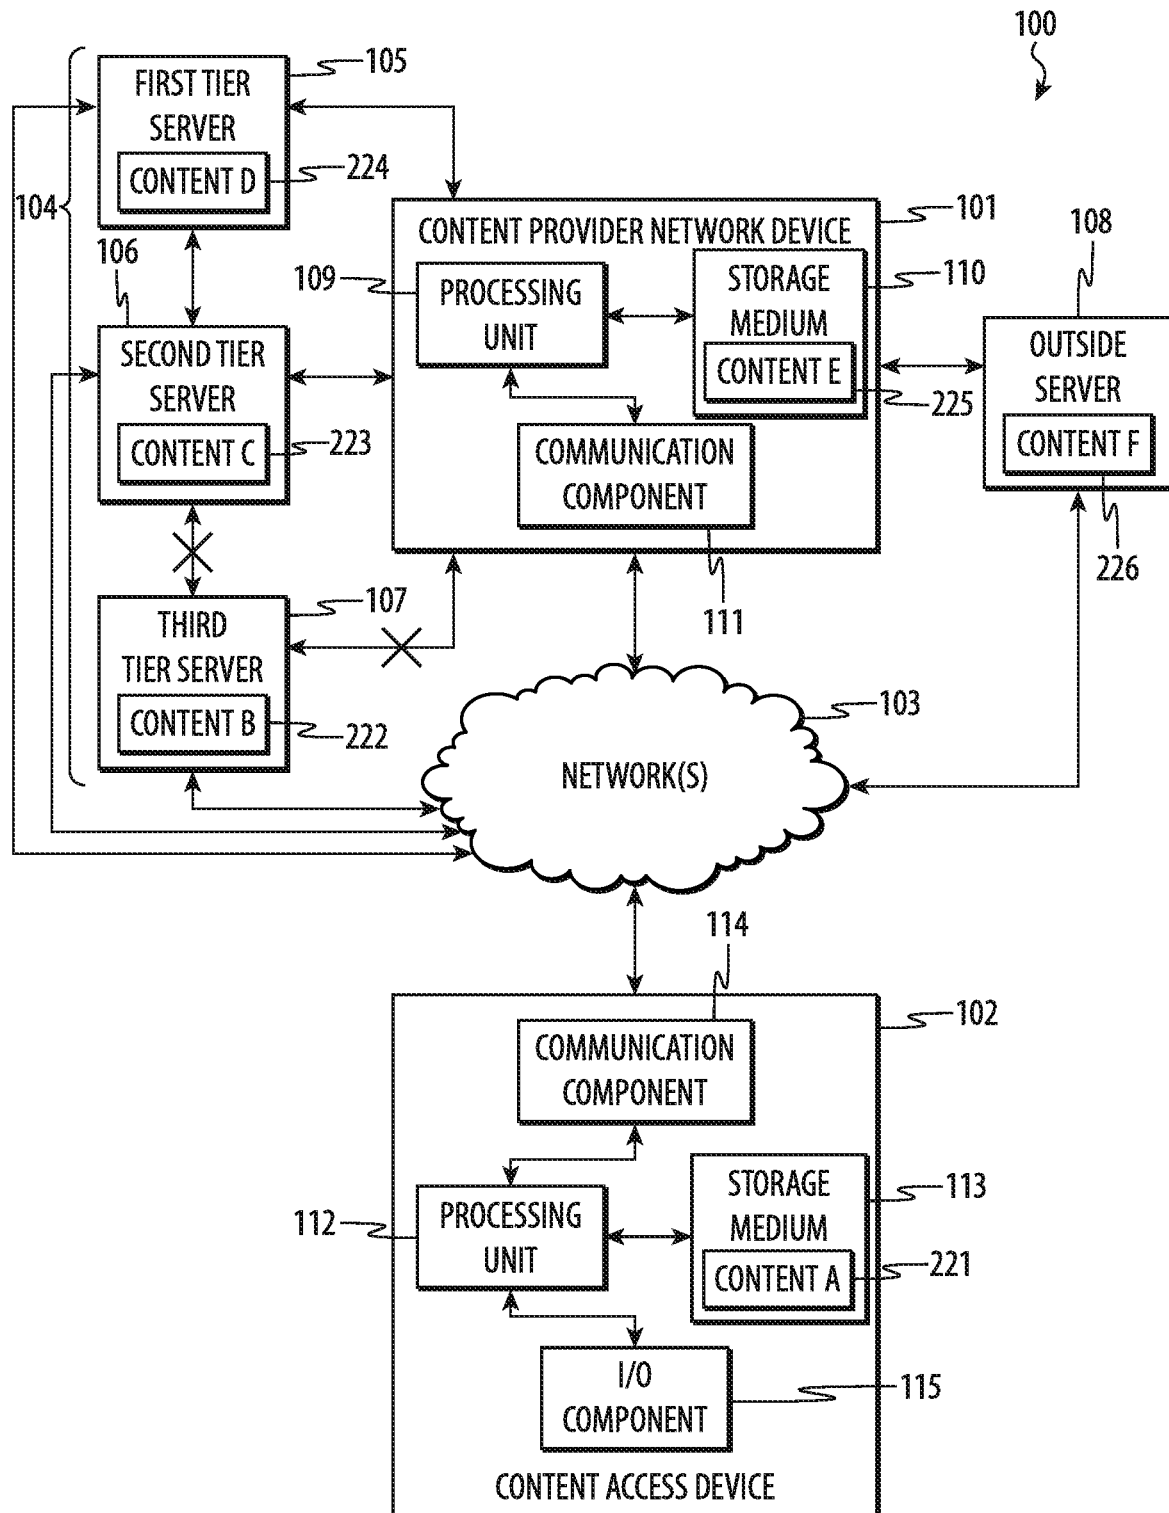 100
105
FIRST TIER
SERVER
CONTENT D
224
104
106
SECOND TIER
SERVER
CONTENT C
223
107
THIRD
TIER SERVER
CONTENT B
222
101
CONTENT PROVIDER NETWORK DEVICE
109
PROCESSING
UNIT
110
STORAGE
MEDIUM
CONTENT E
225
COMMUNICATION
COMPONENT
111
108
OUTSIDE
SERVER
CONTENT F
226
103
NETWORK(S)
114
102
COMMUNICATION
COMPONENT
112
PROCESSING
UNIT
113
STORAGE
MEDIUM
CONTENT A
221
I/O
COMPONENT
115
CONTENT ACCESS DEVICE